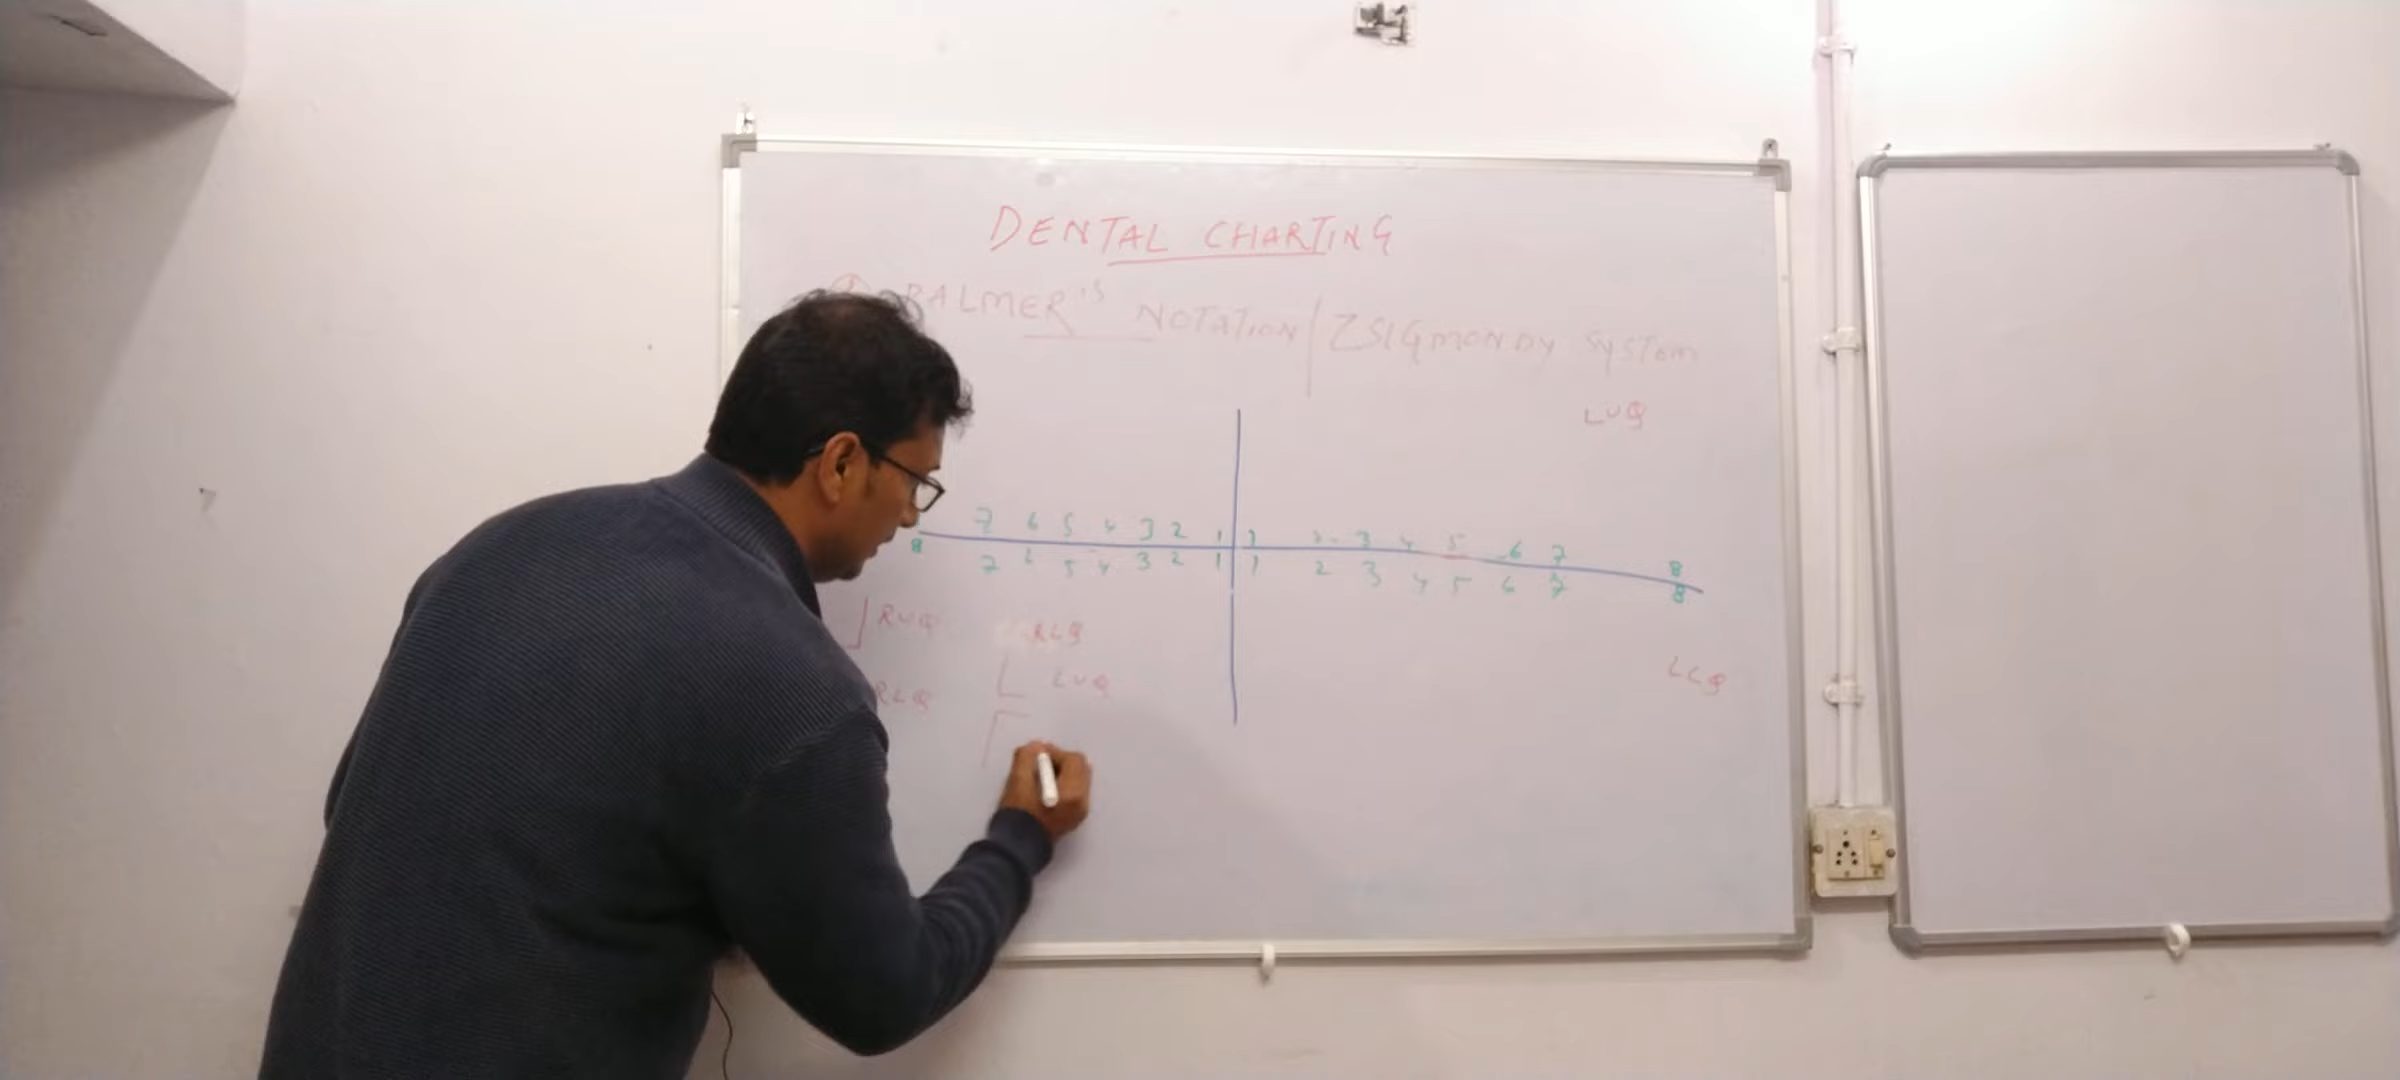 DENTAL CHARTING
PALMER'S NOTATION / ZSIGMONDY SYSTEM
LUQ
7 6 5 4 3 2 1 1 2 3 4 5 6 7 8
8 7 6 5 4 3 2 1 1 2 3 4 5 6 7 8
RUQ RLQ
RLQ LUQ
LLQ